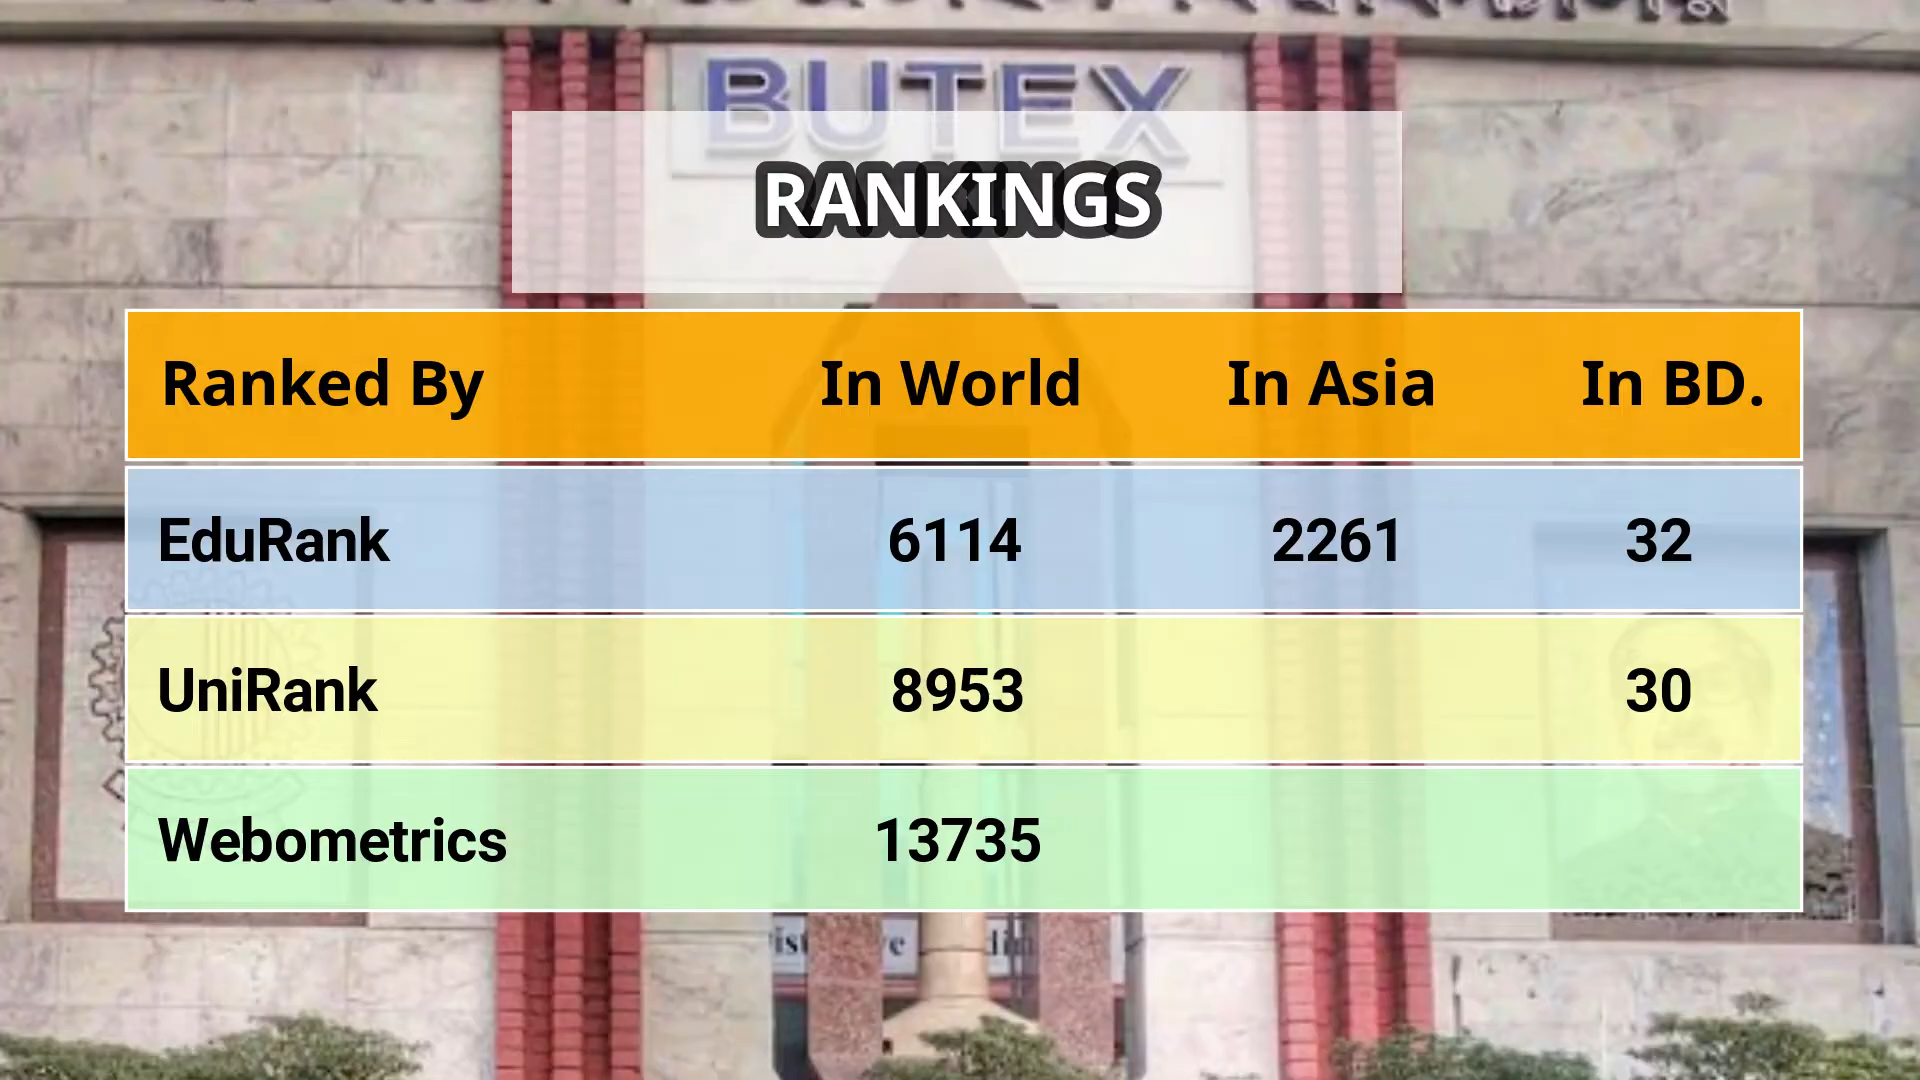 BUTEX
RANKINGS
Ranked By In World In Asia In BD.
EduRank 6114 2261 32
UniRank 8953 30
Webometrics 13735